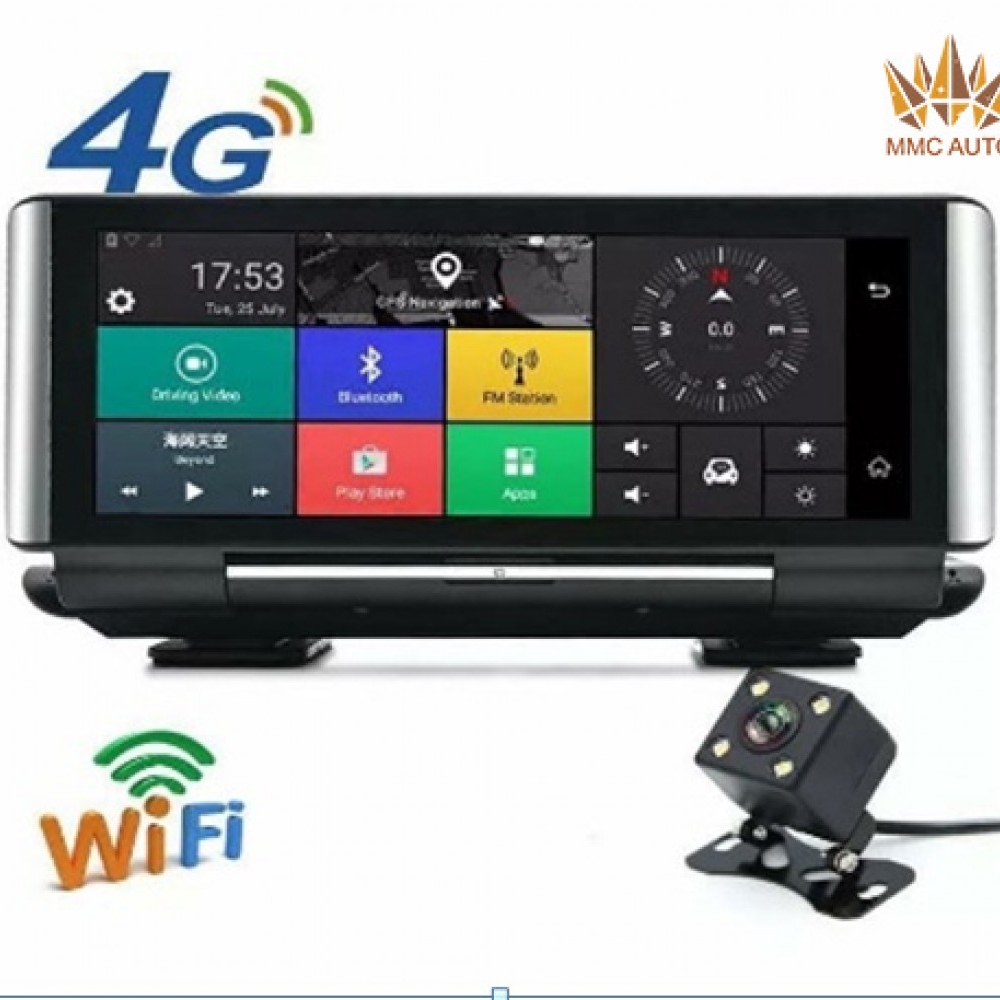 4G
MMC AUTO
17:53
Tue, 25 July
GPS Navigation
N
W
0.0
E
S
Driving Video
Bluetooth
FM Station
海阔天空
Beyond
Play Store
Apps
WiFi